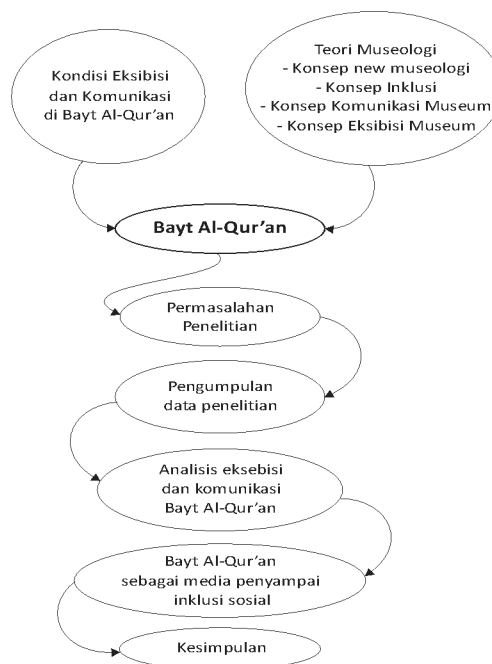 Kondisi Eksibisi
dan Komunikasi
di Bayt Al-Qur'an
Teori Museologi
- Konsep new museologi
- Konsep Inklusi
- Konsep Komunikasi Museum
- Konsep Eksibisi Museum
Bayt Al-Qur'an
Permasalahan
Penelitian
Pengumpulan
data penelitian
Analisis eksebisi
dan komunikasi
Bayt Al-Qur'an
Bayt Al-Qur'an
sebagai media penyampai
inklusi sosial
Kesimpulan